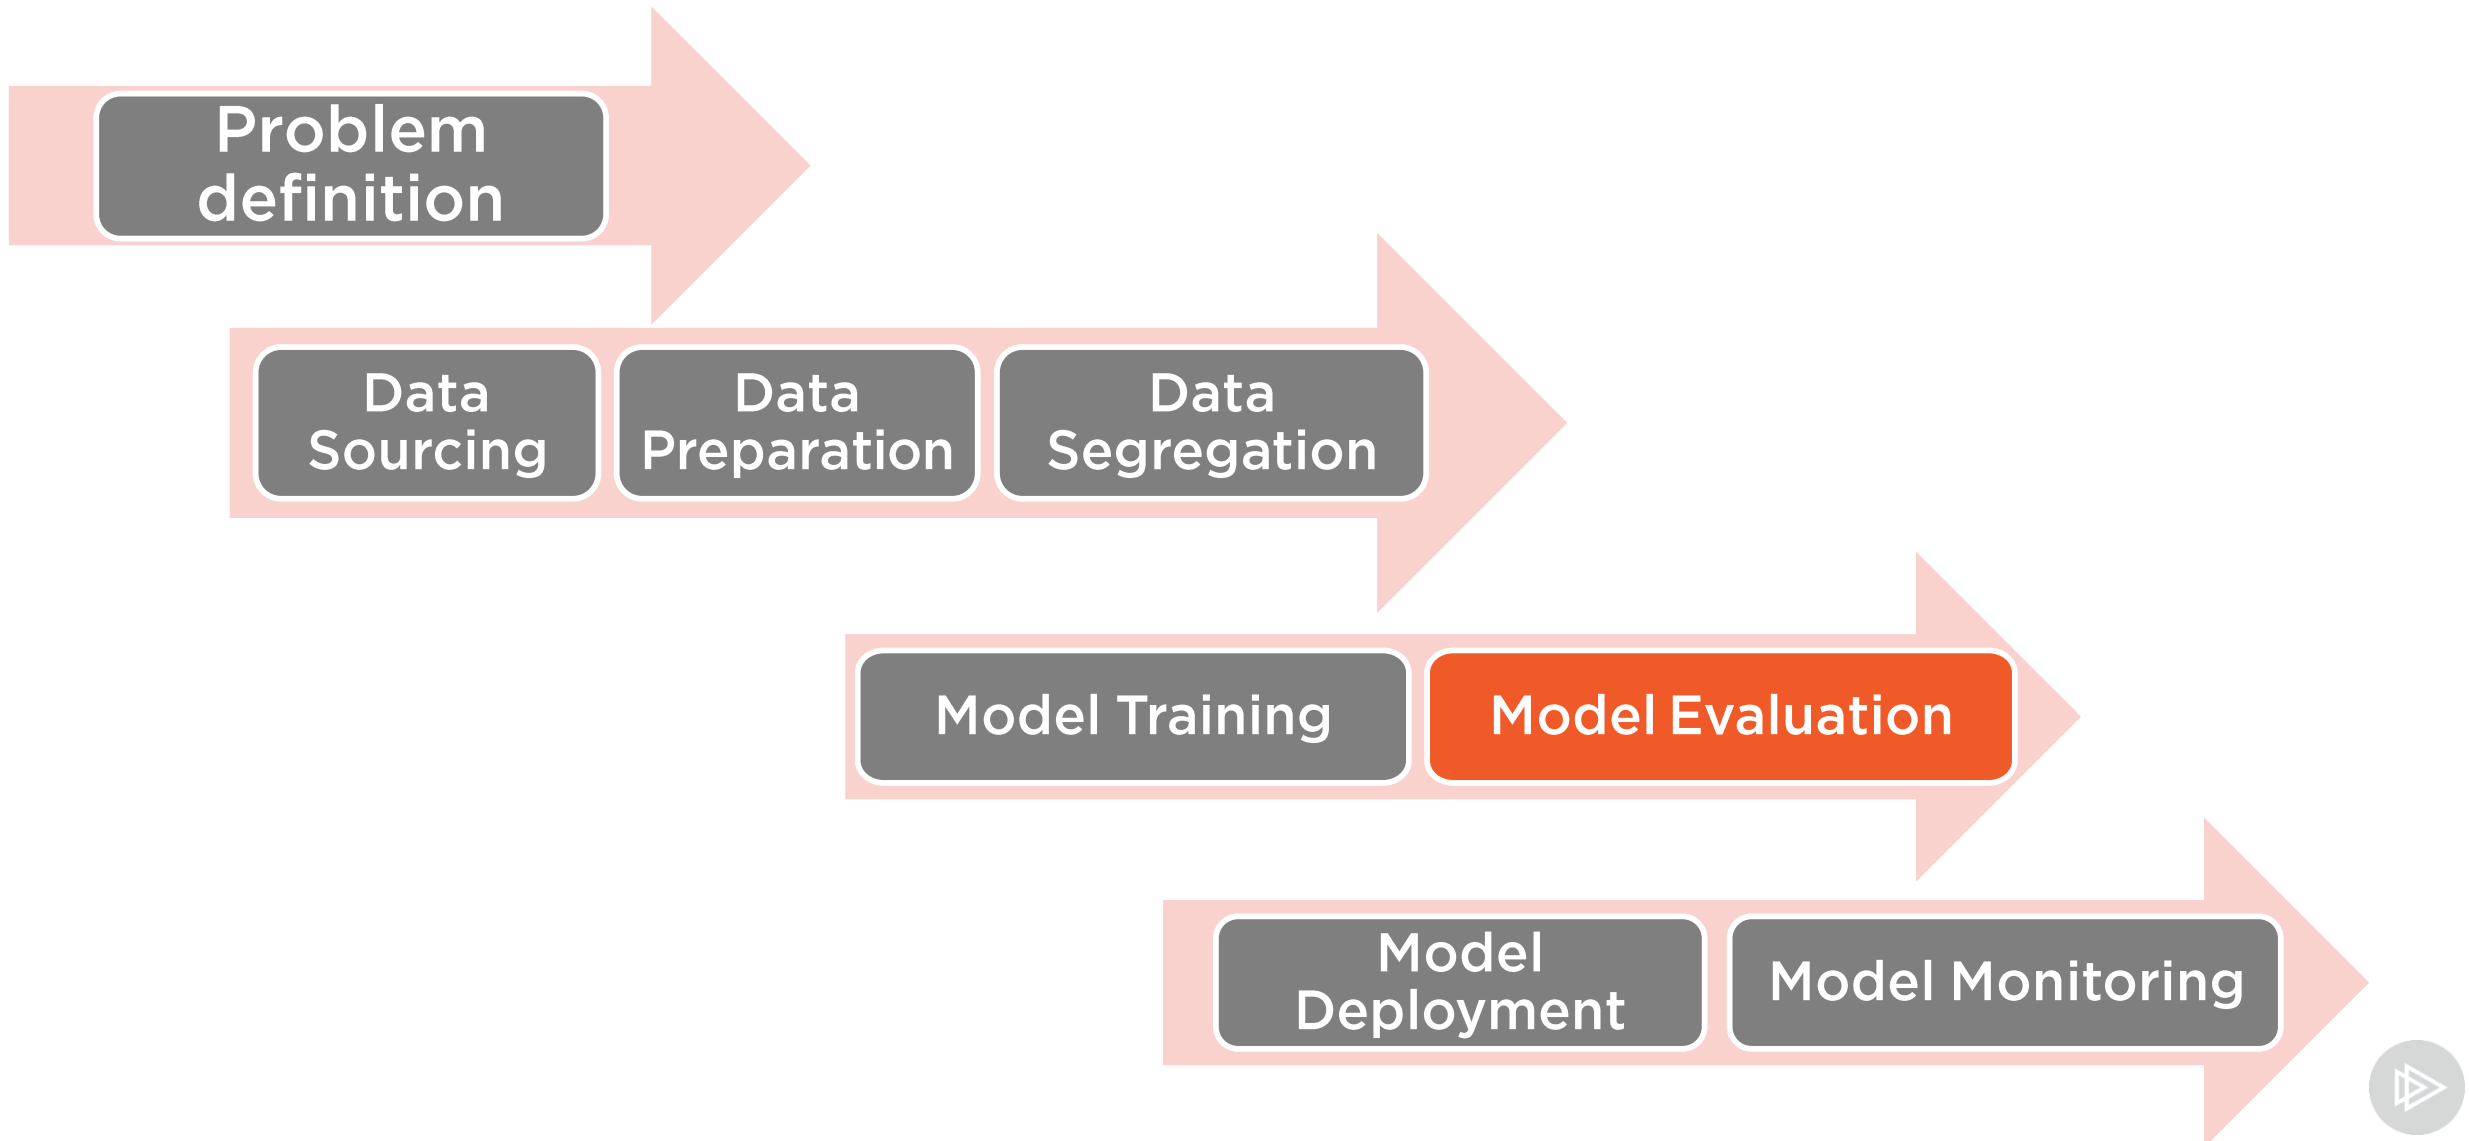 Problem
definition
Data
Sourcing
Data
Preparation
Data
Segregation
Model Training
Model Evaluation
Model
Deployment
Model Monitoring